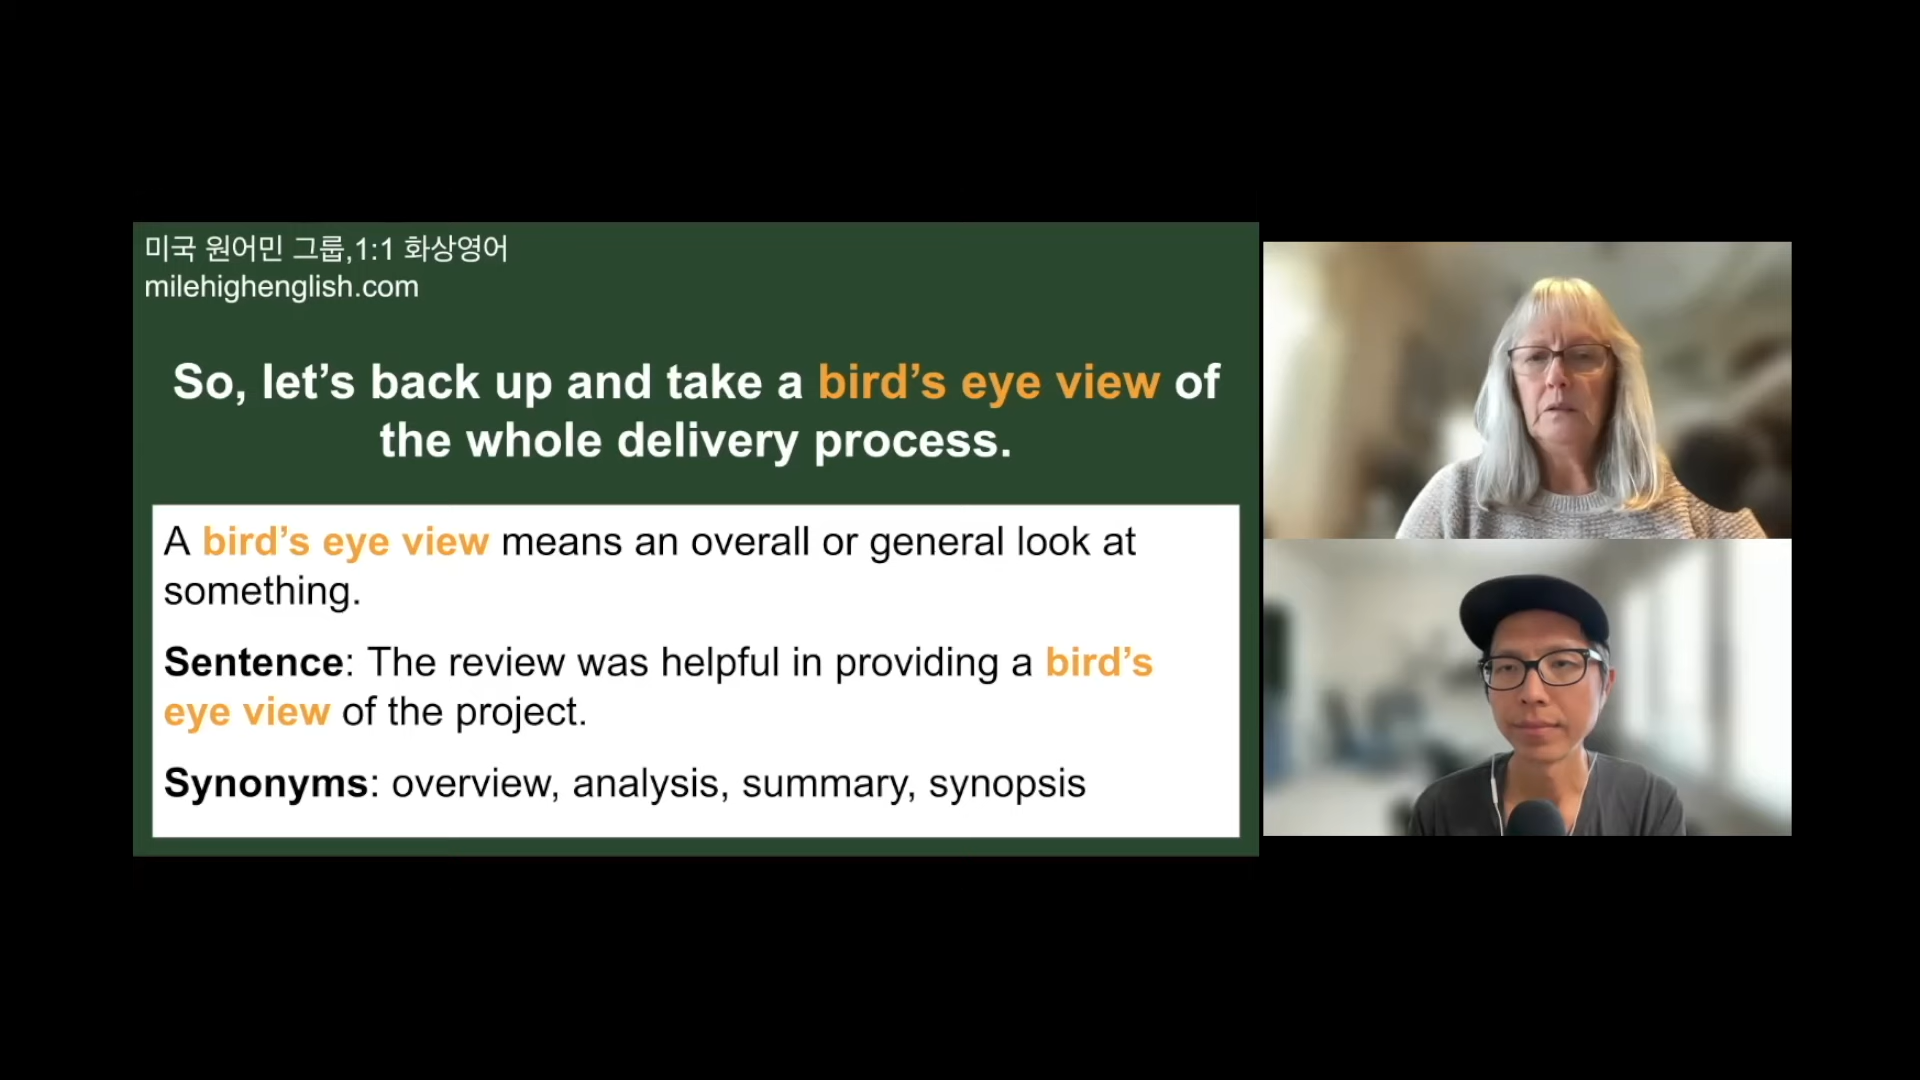 미국 원어민 그룹,1:1 화상영어
milehighenglish.com
So, let’s back up and take a bird’s eye view of
the whole delivery process.
A bird’s eye view means an overall or general look at
something.
Sentence: The review was helpful in providing a bird’s
eye view of the project.
Synonyms: overview, analysis, summary, synopsis